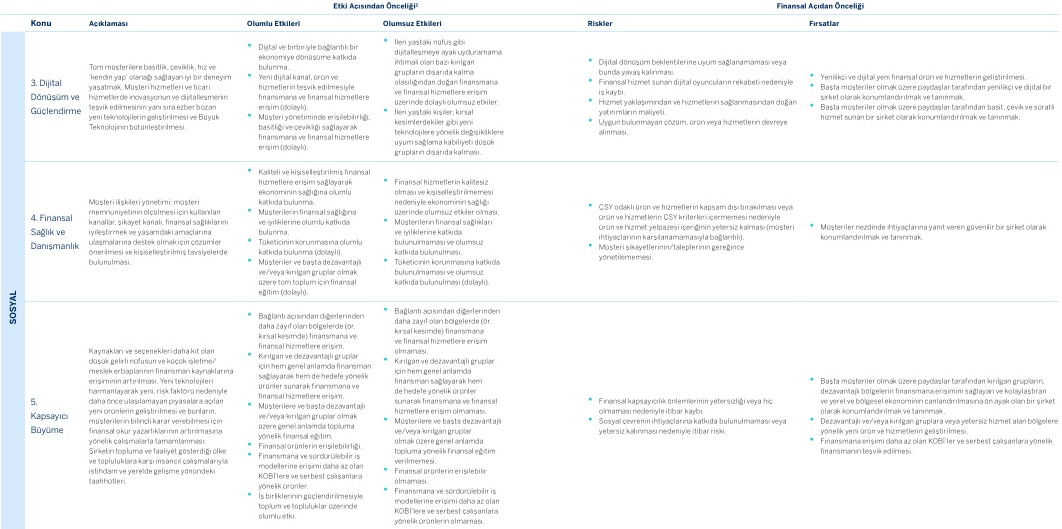 Etki Açısından Önceliği²
Finansal Açıdan Önceliği
Konu
Açıklaması
Olumlu Etkileri
Olumsuz Etkileri
Riskler
Fırsatlar
SOSYAL
3. Dijital
Dönüşüm ve
Güçlendirme
Tüm müşterilere basitlik, çeviklik, hız ve
'kendin yap' olanağı sağlayan iyi bir deneyim
yaşatmak. Müşteri hizmetleri ve ticari
hizmetlerde inovasyonun ve dijitalleşmenin
teşvik edilmesinin yanı sıra ezber bozan
yeni teknolojilerin geliştirilmesi ve Büyük
Teknolojinin bütünleştirilmesi.
• Dijital ve birbiriyle bağlantılı bir
ekonomiye dönüşüme katkıda
bulunma.
• Yeni dijital kanal, ürün ve
hizmetlerin teşvik edilmesiyle
finansmana ve finansal hizmetlere
erişim (dolaylı).
• Müşteri yönetiminde erişilebilirliği,
basitliği ve çevikliği sağlayarak
finansmana ve finansal hizmetlere
erişim (dolaylı).
• İleri yaştaki nüfus gibi
dijitalleşmeye ayak uyduramama
ihtimali olan bazı kırılgan
grupların dışarıda kalma
olasılığından doğan finansmana
ve finansal hizmetlere erişim
üzerinde dolaylı olumsuz etkiler.
• İleri yaştaki kişiler, kırsal
kesimlerdekiler gibi yeni
teknolojilere yönelik değişikliklere
uyum sağlama kabiliyeti düşük
grupların dışarıda kalması.
• Dijital dönüşüm beklentilerine uyum sağlanamaması veya
bunda yavaş kalınması.
• Finansal hizmet sunan dijital oyuncuların rekabeti nedeniyle
iş kaybı.
• Hizmet yaklaşımından ve hizmetlerin sağlanmasından doğan
yatırımların maliyeti.
• Uygun bulunmayan çözüm, ürün veya hizmetlerin devreye
alınması.
• Yenilikçi ve dijital yeni finansal ürün ve hizmetlerin geliştirilmesi.
• Başta müşteriler olmak üzere paydaşlar tarafından yenilikçi ve dijital bir
şirket olarak konumlandırılmak ve tanınmak.
• Başta müşteriler olmak üzere paydaşlar tarafından basit, çevik ve süratli
hizmet sunan bir şirket olarak konumlandırılmak ve tanınmak.
4. Finansal
Sağlık ve
Danışmanlık
Müşteri ilişkileri yönetimi; müşteri
memnuniyetinin ölçülmesi için kullanılan
kanallar, şikayet kanalı, finansal sağlıklarını
iyileştirmek ve yaşamdaki amaçlarına
ulaşmalarına destek olmak için çözümler
önerilmesi ve kişiselleştirilmiş tavsiyelerde
bulunulması.
• Kaliteli ve kişiselleştirilmiş finansal
hizmetlere erişim sağlayarak
ekonominin sağlığına olumlu
katkıda bulunma.
• Müşterilerin finansal sağlığına
ve iyiliklerine olumlu katkıda
bulunma.
• Tüketicinin korunmasına olumlu
katkıda bulunma (dolaylı).
• Müşteriler ve başta dezavantajlı
ve/veya kırılgan gruplar olmak
üzere tüm toplum için finansal
eğitim (dolaylı).
• Finansal hizmetlerin kalitesiz
olması ve kişiselleştirilmemesi
nedeniyle ekonominin sağlığı
üzerinde olumsuz etkiler olması.
• Müşterilerin finansal sağlıkları
ve iyiliklerine katkıda
bulunulmaması ve olumsuz
katkıda bulunulması.
• Tüketicinin korunmasına katkıda
bulunulmaması ve olumsuz
katkıda bulunulması (dolaylı).
• ÇSY odaklı ürün ve hizmetlerin kapsam dışı bırakılması veya
ürün ve hizmetlerin ÇSY kriterleri içermemesi nedeniyle
ürün ve hizmet yelpazesi içeriğinin yetersiz kalması (müşteri
ihtiyaçlarının karşılanamamasıyla bağlantılı).
• Müşteri şikayetlerinin/taleplerinin gereğince
yönetilememesi.
• Müşteriler nezdinde ihtiyaçlarına yanıt veren güvenilir bir şirket olarak
konumlandırılmak ve tanınmak.
5.
Kapsayıcı
Büyüme
Kaynakları ve seçenekleri daha kıt olan
düşük gelirli nüfusun ve küçük işletme/
meslek erbaplarının finansman kaynaklarına
erişiminin artırılması. Yeni teknolojileri
harmanlayarak yeni, risk faktörü nedeniyle
daha önce ulaşılamayan piyasalara açılan
yeni ürünlerin geliştirilmesi ve bunların,
müşterilerin bilinçli karar verebilmesi için
finansal okur yazarlıklarının artırılmasına
yönelik çalışmalarla tamamlanması.
Şirketin topluma ve faaliyet gösterdiği ülke
ve topluluklara karşı insancıl çalışmalarıyla
istihdam ve yerelde gelişme yönündeki
taahhütleri.
• Bağlantı açısından diğerlerinden
daha zayıf olan bölgelerde (ör.
kırsal kesimde) finansmana ve
finansal hizmetlere erişim.
• Kırılgan ve dezavantajlı gruplar
için hem genel anlamda finansman
sağlayarak hem de hedefe yönelik
ürünler sunarak finansmana ve
finansal hizmetlere erişim.
• Müşterilere ve başta dezavantajlı
ve/veya kırılgan gruplar olmak
üzere genel anlamda topluma
yönelik finansal eğitim.
• Finansal ürünlerin erişilebilirliği.
• Finansmana ve sürdürülebilir iş
modellerine erişimi daha az olan
KOBİ'lere ve serbest çalışanlara
yönelik ürünler.
• İş birliklerinin güçlendirilmesiyle
toplum ve topluluklar üzerinde
olumlu etki.
• Bağlantı açısından diğerlerinden
daha zayıf olan bölgelerde (ör.
kırsal kesimde) finansmana
ve finansal hizmetlere erişim
olmaması.
• Kırılgan ve dezavantajlı gruplar
için hem genel anlamda
finansman sağlayarak hem
de hedefe yönelik ürünler
sunarak finansmana ve finansal
hizmetlere erişim olmaması.
• Müşterilere ve başta dezavantajlı
ve/veya kırılgan gruplar
olmak üzere genel anlamda
topluma yönelik finansal eğitim
verilmemesi.
• Finansal ürünlerin erişilebilir
olmaması.
• Finansmana ve sürdürülebilir iş
modellerine erişimi daha az olan
KOBİ'lere ve serbest çalışanlara
yönelik ürünlerin olmaması.
• Finansal kapsayıcılık önlemlerinin yetersizliği veya hiç
olmaması nedeniyle itibar kaybı.
• Sosyal çevrenin ihtiyaçlarına katkıda bulunulmaması veya
yetersiz kalınması nedeniyle itibar riski.
• Başta müşteriler olmak üzere paydaşlar tarafından kırılgan grupların,
dezavantajlı bölgelerin finansmana erişimini sağlayan ve kolaylaştıran
ve yerel ve bölgesel ekonominin canlandırılmasına ön ayak olan bir şirket
olarak konumlandırılmak ve tanınmak.
• Dezavantajlı ve/veya kırılgan gruplara veya yetersiz hizmet alan bölgelere
yönelik yeni ürün ve hizmetlerin geliştirilmesi.
• Finansmana erişimi daha az olan KOBİ'ler ve serbest çalışanlara yönelik
finansmanın teşvik edilmesi.